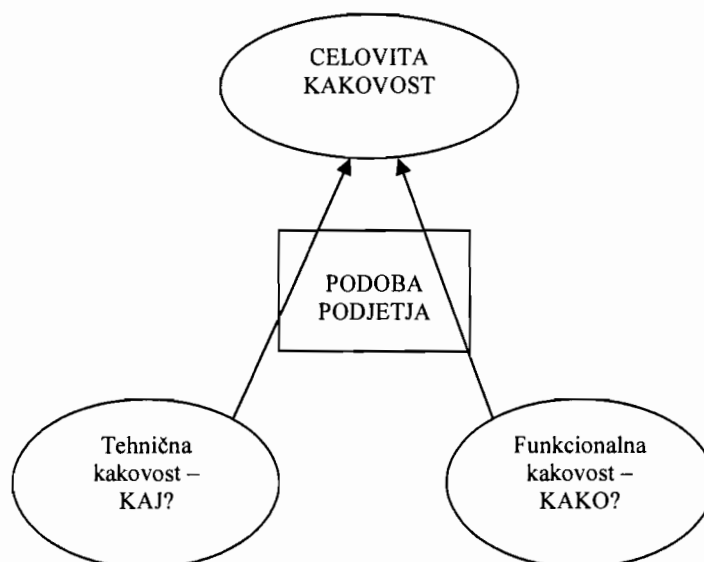 CELOVITA
KAKOVOST
PODOBA
PODJETJA
Tehnična
kakovost –
KAJ?
Funkcionalna
kakovost –
KAKO?